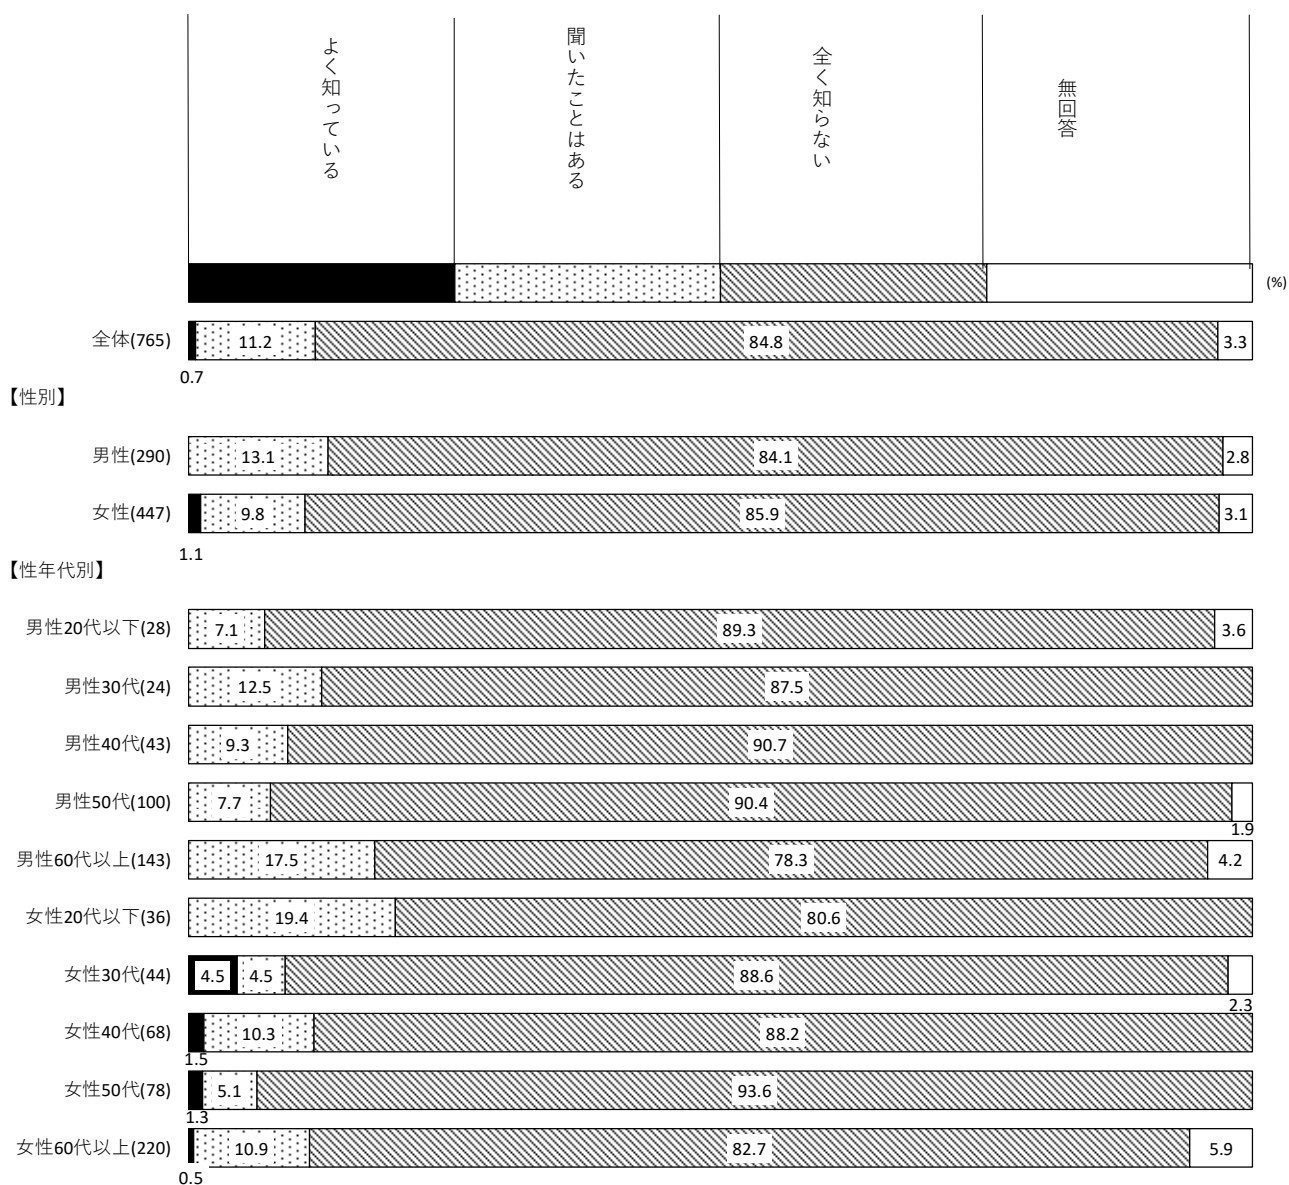 よく知っている
聞いたことはある
全く知らない
無回答
(%)
全体(765) 11.2 84.8 3.3
0.7
【性別】
男性(290) 13.1 84.1 2.8
女性(447) 9.8 85.9 3.1
1.1
【性年代別】
男性20代以下(28) 7.1 89.3 3.6
男性30代(24) 12.5 87.5
男性40代(43) 9.3 90.7
男性50代(100) 7.7 90.4
1.9
男性60代以上(143) 17.5 78.3 4.2
女性20代以下(36) 19.4 80.6
女性30代(44) 4.5 4.5 88.6
2.3
女性40代(68) 10.3 88.2
1.5
女性50代(78) 5.1 93.6
1.3
女性60代以上(220) 10.9 82.7 5.9
0.5